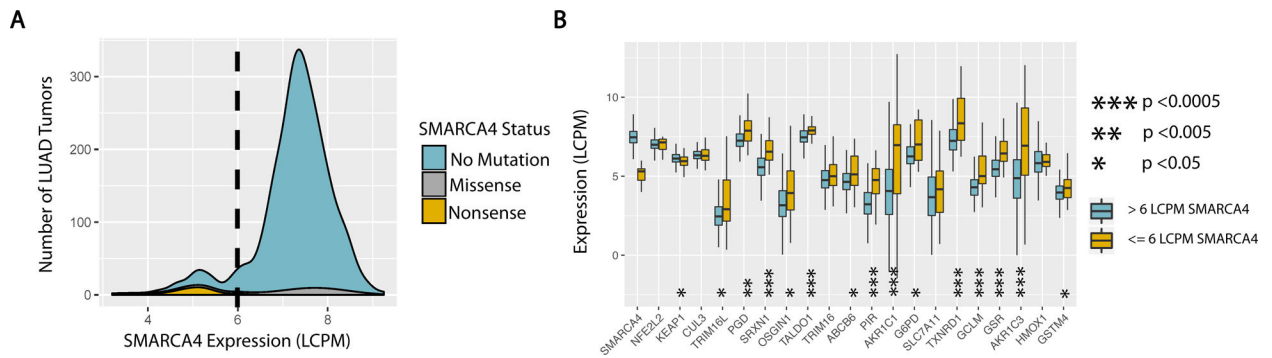 A
Number of LUAD Tumors
300
200
100
0
4
6
8
SMARCA4 Expression (LCPM)
SMARCA4 Status
No Mutation
Missense
Nonsense
B
Expression (LCPM)
10
5
0
* * ** *** * *** * *** *** * *** *** *** *** *
SMARCA4
NFE2L2
KEAP1
CUL3
TRIM16L
PGD
SRXN1
OSGIN1
TALDO1
TRIM16
ABCB6
PIR
AKR1C1
G6PD
SLC7A11
TXNRD1
GCLM
GSR
AKR1C3
HMOX1
GSTM4
*** p <0.0005
** p <0.005
* p <0.05
> 6 LCPM SMARCA4
<= 6 LCPM SMARCA4